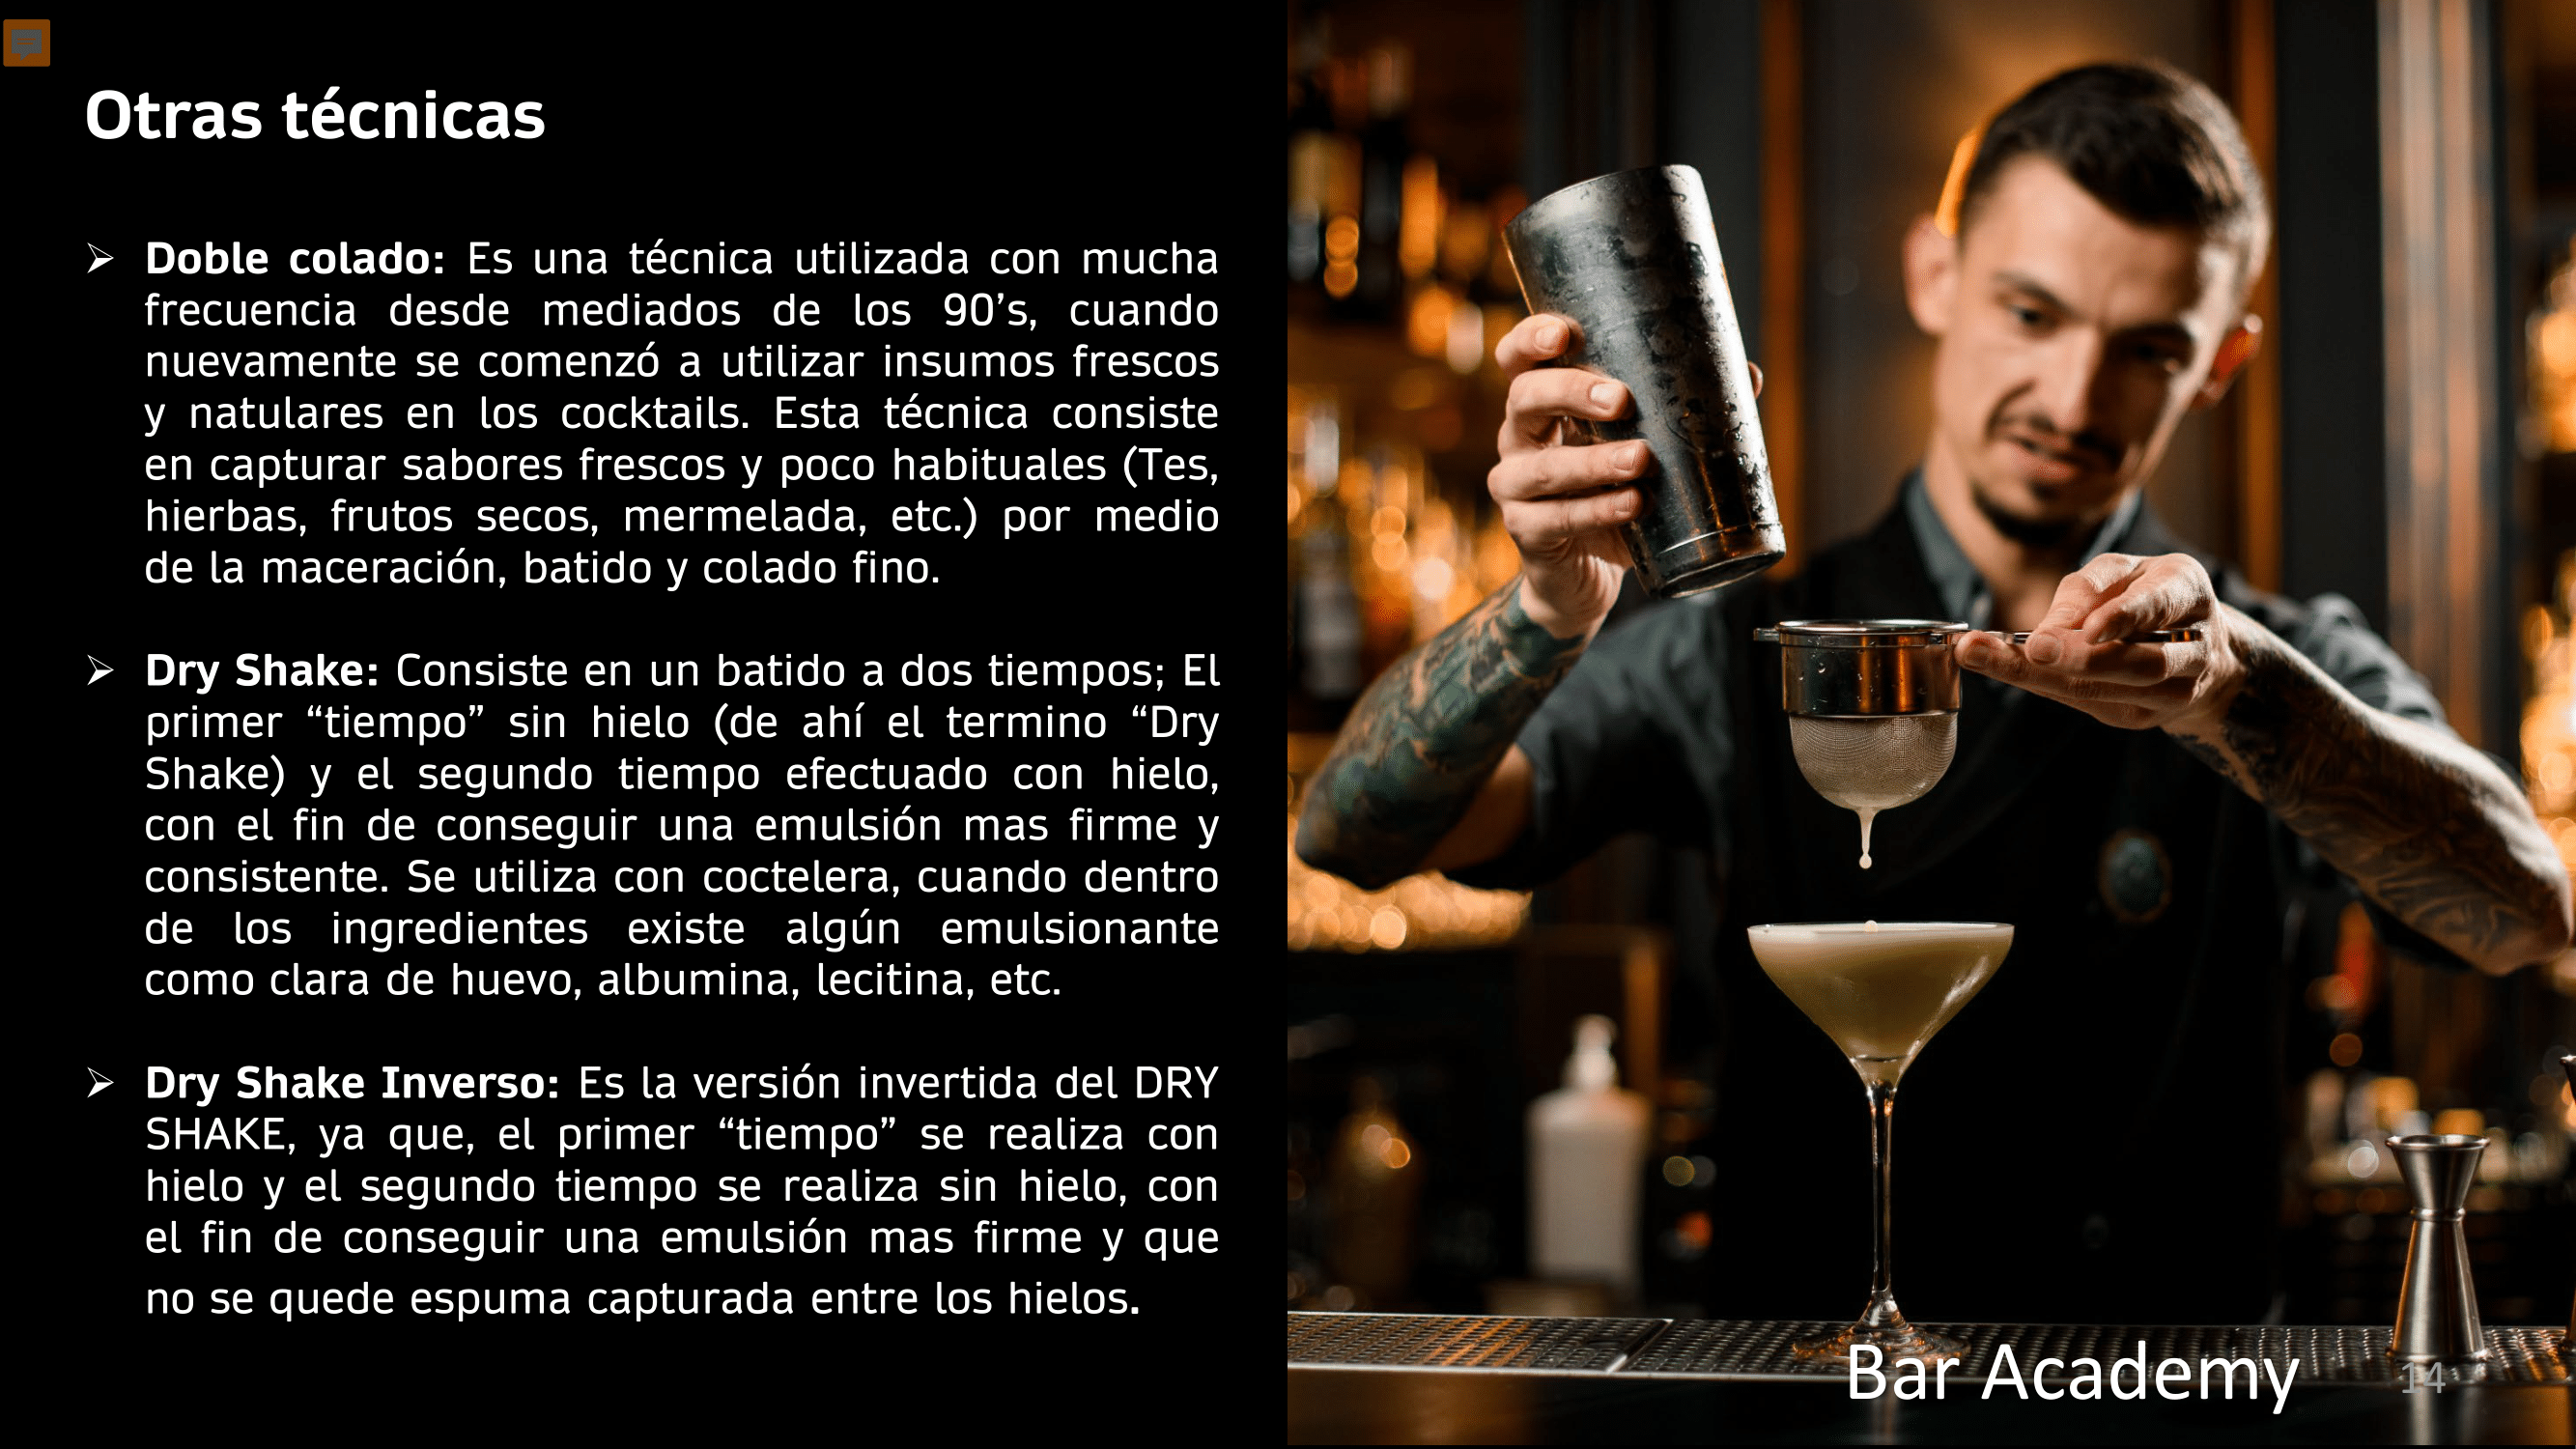 Otras técnicas
➢ Doble colado: Es una técnica utilizada con mucha
frecuencia desde mediados de los 90’s, cuando
nuevamente se comenzó a utilizar insumos frescos
y natulares en los cocktails. Esta técnica consiste
en capturar sabores frescos y poco habituales (Tes,
hierbas, frutos secos, mermelada, etc.) por medio
de la maceración, batido y colado fino.
➢ Dry Shake: Consiste en un batido a dos tiempos; El
primer “tiempo” sin hielo (de ahí el termino “Dry
Shake) y el segundo tiempo efectuado con hielo,
con el fin de conseguir una emulsión mas firme y
consistente. Se utiliza con coctelera, cuando dentro
de los ingredientes existe algún emulsionante
como clara de huevo, albumina, lecitina, etc.
➢ Dry Shake Inverso: Es la versión invertida del DRY
SHAKE, ya que, el primer “tiempo” se realiza con
hielo y el segundo tiempo se realiza sin hielo, con
el fin de conseguir una emulsión mas firme y que
no se quede espuma capturada entre los hielos.
Bar Academy
14